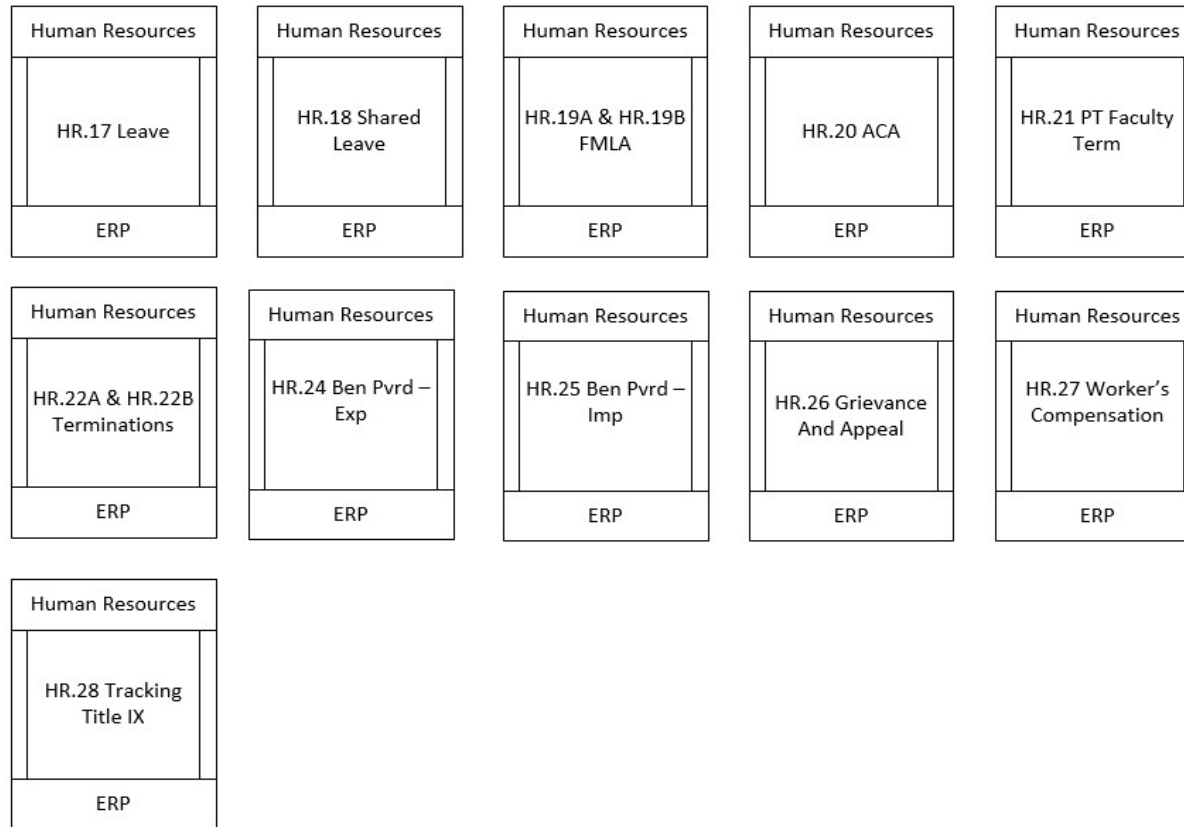 Human Resources
HR.17 Leave
ERP
Human Resources
HR.18 Shared
Leave
ERP
Human Resources
HR.19A & HR.19B
FMLA
ERP
Human Resources
HR.20 ACA
ERP
Human Resources
HR.21 PT Faculty
Term
ERP
Human Resources
HR.22A & HR.22B
Terminations
ERP
Human Resources
HR.24 Ben Pvrd –
Exp
ERP
Human Resources
HR.25 Ben Pvrd –
Imp
ERP
Human Resources
HR.26 Grievance
And Appeal
ERP
Human Resources
HR.27 Worker’s
Compensation
ERP
Human Resources
HR.28 Tracking
Title IX
ERP